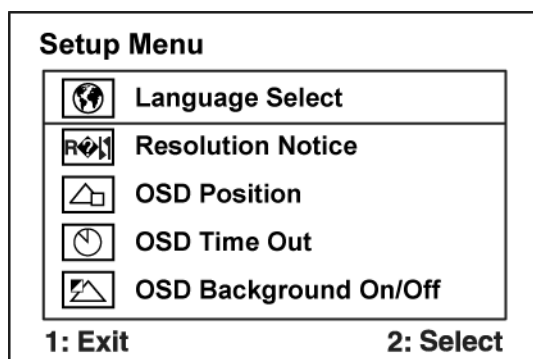 Setup Menu
Language Select
Resolution Notice
OSD Position
OSD Time Out
OSD Background On/Off
1: Exit 2: Select